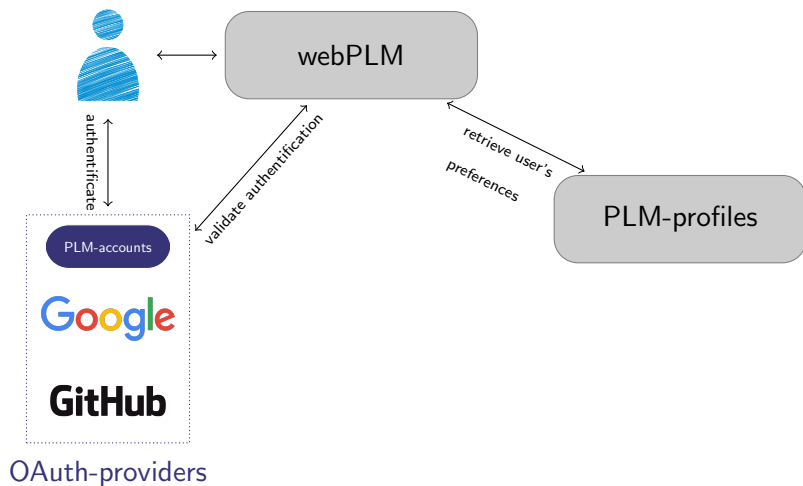 webPLM
authentificate
validate authentification
retrieve user's
preferences
PLM-profiles
PLM-accounts
Google
GitHub
OAuth-providers